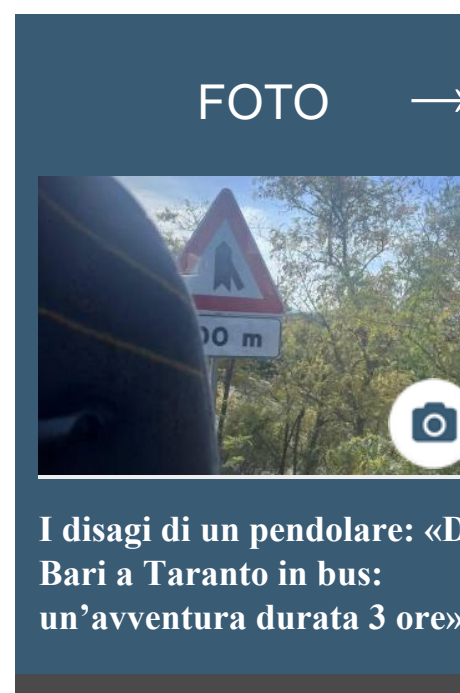 FOTO
00 m
I disagi di un pendolare: «D
Bari a Taranto in bus:
un’avventura durata 3 ore»